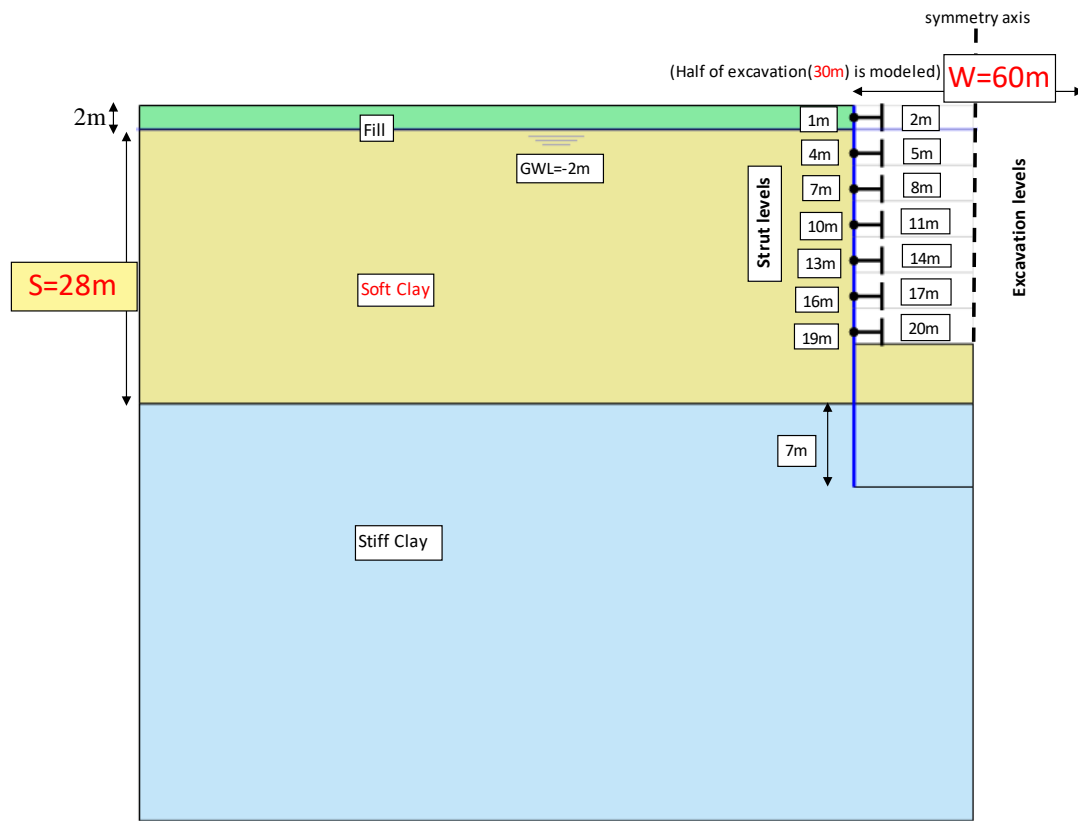 symmetry axis
(Half of excavation(30m) is modeled)
W=60m
2m
Fill
1m
2m
GWL=-2m
4m
5m
7m
8m
Strut levels
Excavation levels
10m
11m
13m
14m
S=28m
Soft Clay
16m
17m
19m
20m
7m
Stiff Clay